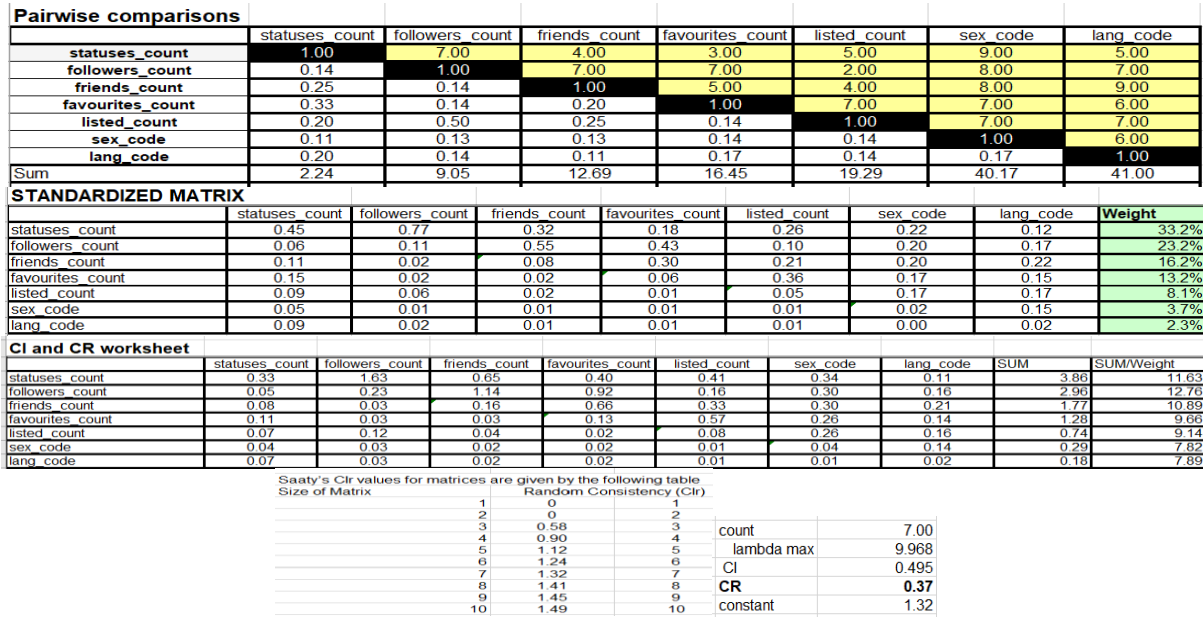 Pairwise comparisons
statuses_count followers_count friends_count favourites_count listed_count sex_code lang_code
statuses_count 1.00 7.00 4.00 3.00 5.00 9.00 5.00
followers_count 0.14 1.00 7.00 7.00 2.00 8.00 7.00
friends_count 0.25 0.14 1.00 5.00 4.00 8.00 9.00
favourites_count 0.33 0.14 0.20 1.00 7.00 7.00 6.00
listed_count 0.20 0.50 0.25 0.14 1.00 7.00 7.00
sex_code 0.11 0.13 0.13 0.14 0.14 1.00 6.00
lang_code 0.20 0.14 0.11 0.17 0.14 0.17 1.00
Sum 2.24 9.05 12.69 16.45 19.29 40.17 41.00
STANDARDIZED MATRIX
statuses_count followers_count friends_count favourites_count listed_count sex_code lang_code Weight
statuses_count 0.45 0.77 0.32 0.18 0.26 0.22 0.12 33.2%
followers_count 0.06 0.11 0.55 0.43 0.10 0.20 0.17 23.2%
friends_count 0.11 0.02 0.08 0.30 0.21 0.20 0.22 16.2%
favourites_count 0.15 0.02 0.02 0.06 0.36 0.17 0.15 13.2%
listed_count 0.09 0.06 0.02 0.01 0.05 0.17 0.17 8.1%
sex_code 0.05 0.01 0.01 0.01 0.01 0.02 0.15 3.7%
lang_code 0.09 0.02 0.01 0.01 0.01 0.00 0.02 2.3%
CI and CR worksheet
statuses_count followers_count friends_count favourites_count listed_count sex_code lang_code SUM SUM/Weight
statuses_count 0.33 1.63 0.65 0.40 0.41 0.34 0.11 3.86 11.63
followers_count 0.05 0.23 1.14 0.92 0.16 0.30 0.16 2.96 12.76
friends_count 0.08 0.03 0.16 0.66 0.33 0.30 0.21 1.77 10.89
favourites_count 0.11 0.03 0.03 0.13 0.57 0.26 0.14 1.28 9.66
listed_count 0.07 0.12 0.04 0.02 0.08 0.26 0.16 0.74 9.14
sex_code 0.04 0.03 0.02 0.02 0.01 0.04 0.14 0.29 7.82
lang_code 0.07 0.03 0.02 0.02 0.01 0.01 0.02 0.18 7.89
Saaty's CIr values for matrices are given by the following table
Size of Matrix Random Consistency (CIr)
1 0 1
2 0 2
3 0.58 3
4 0.90 4
5 1.12 5
6 1.24 6
7 1.32 7
8 1.41 8
9 1.45 9
10 1.49 10
count 7.00
lambda max 9.968
CI 0.495
CR 0.37
constant 1.32